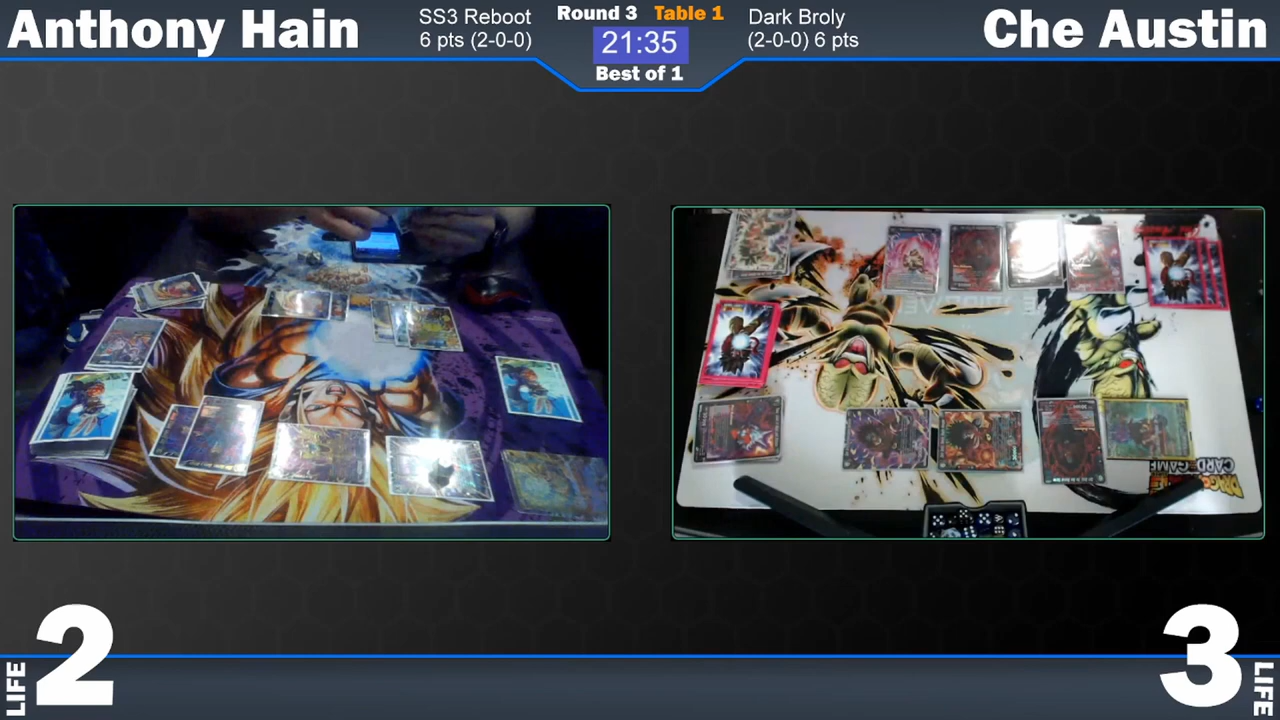 Anthony Hain
SS3 Reboot
6 pts (2-0-0)
Round 3 Table 1
21:35
Best of 1
Dark Broly
(2-0-0) 6 pts
Che Austin
LIFE 2
3 LIFE